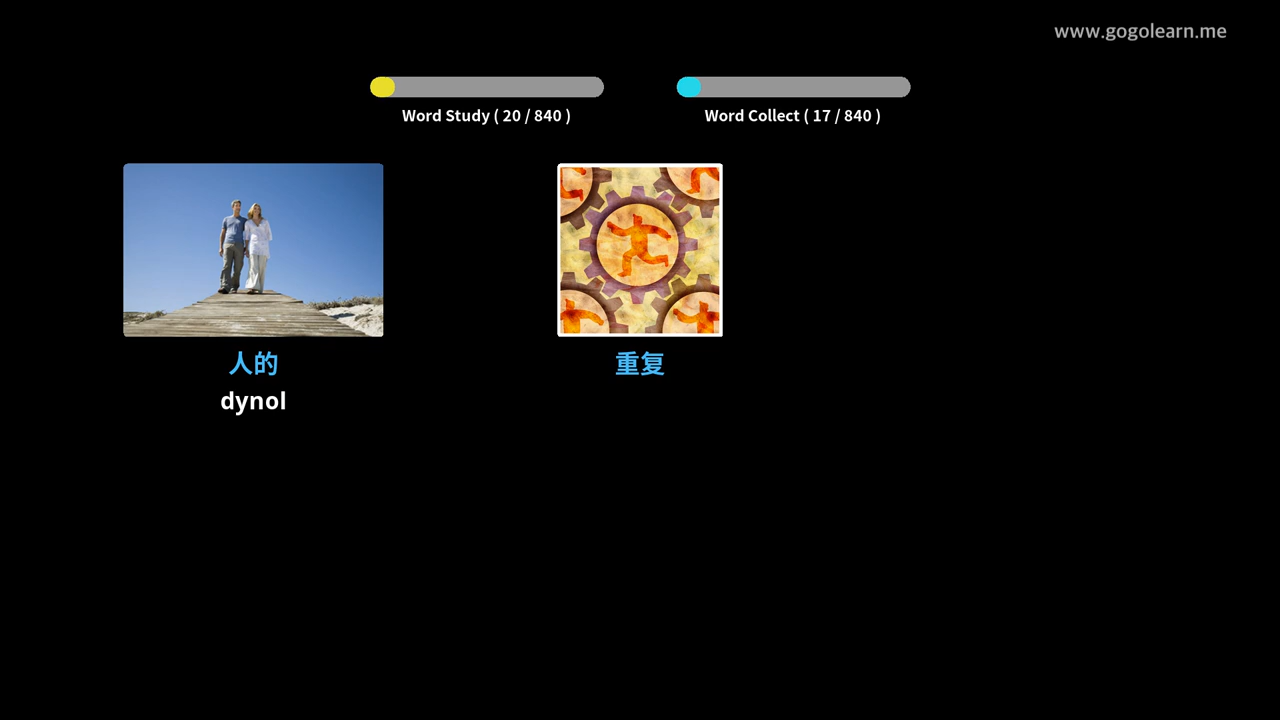 www.gogolearn.me
Word Study ( 20 / 840 )
Word Collect ( 17 / 840 )
人的
dynol
重复